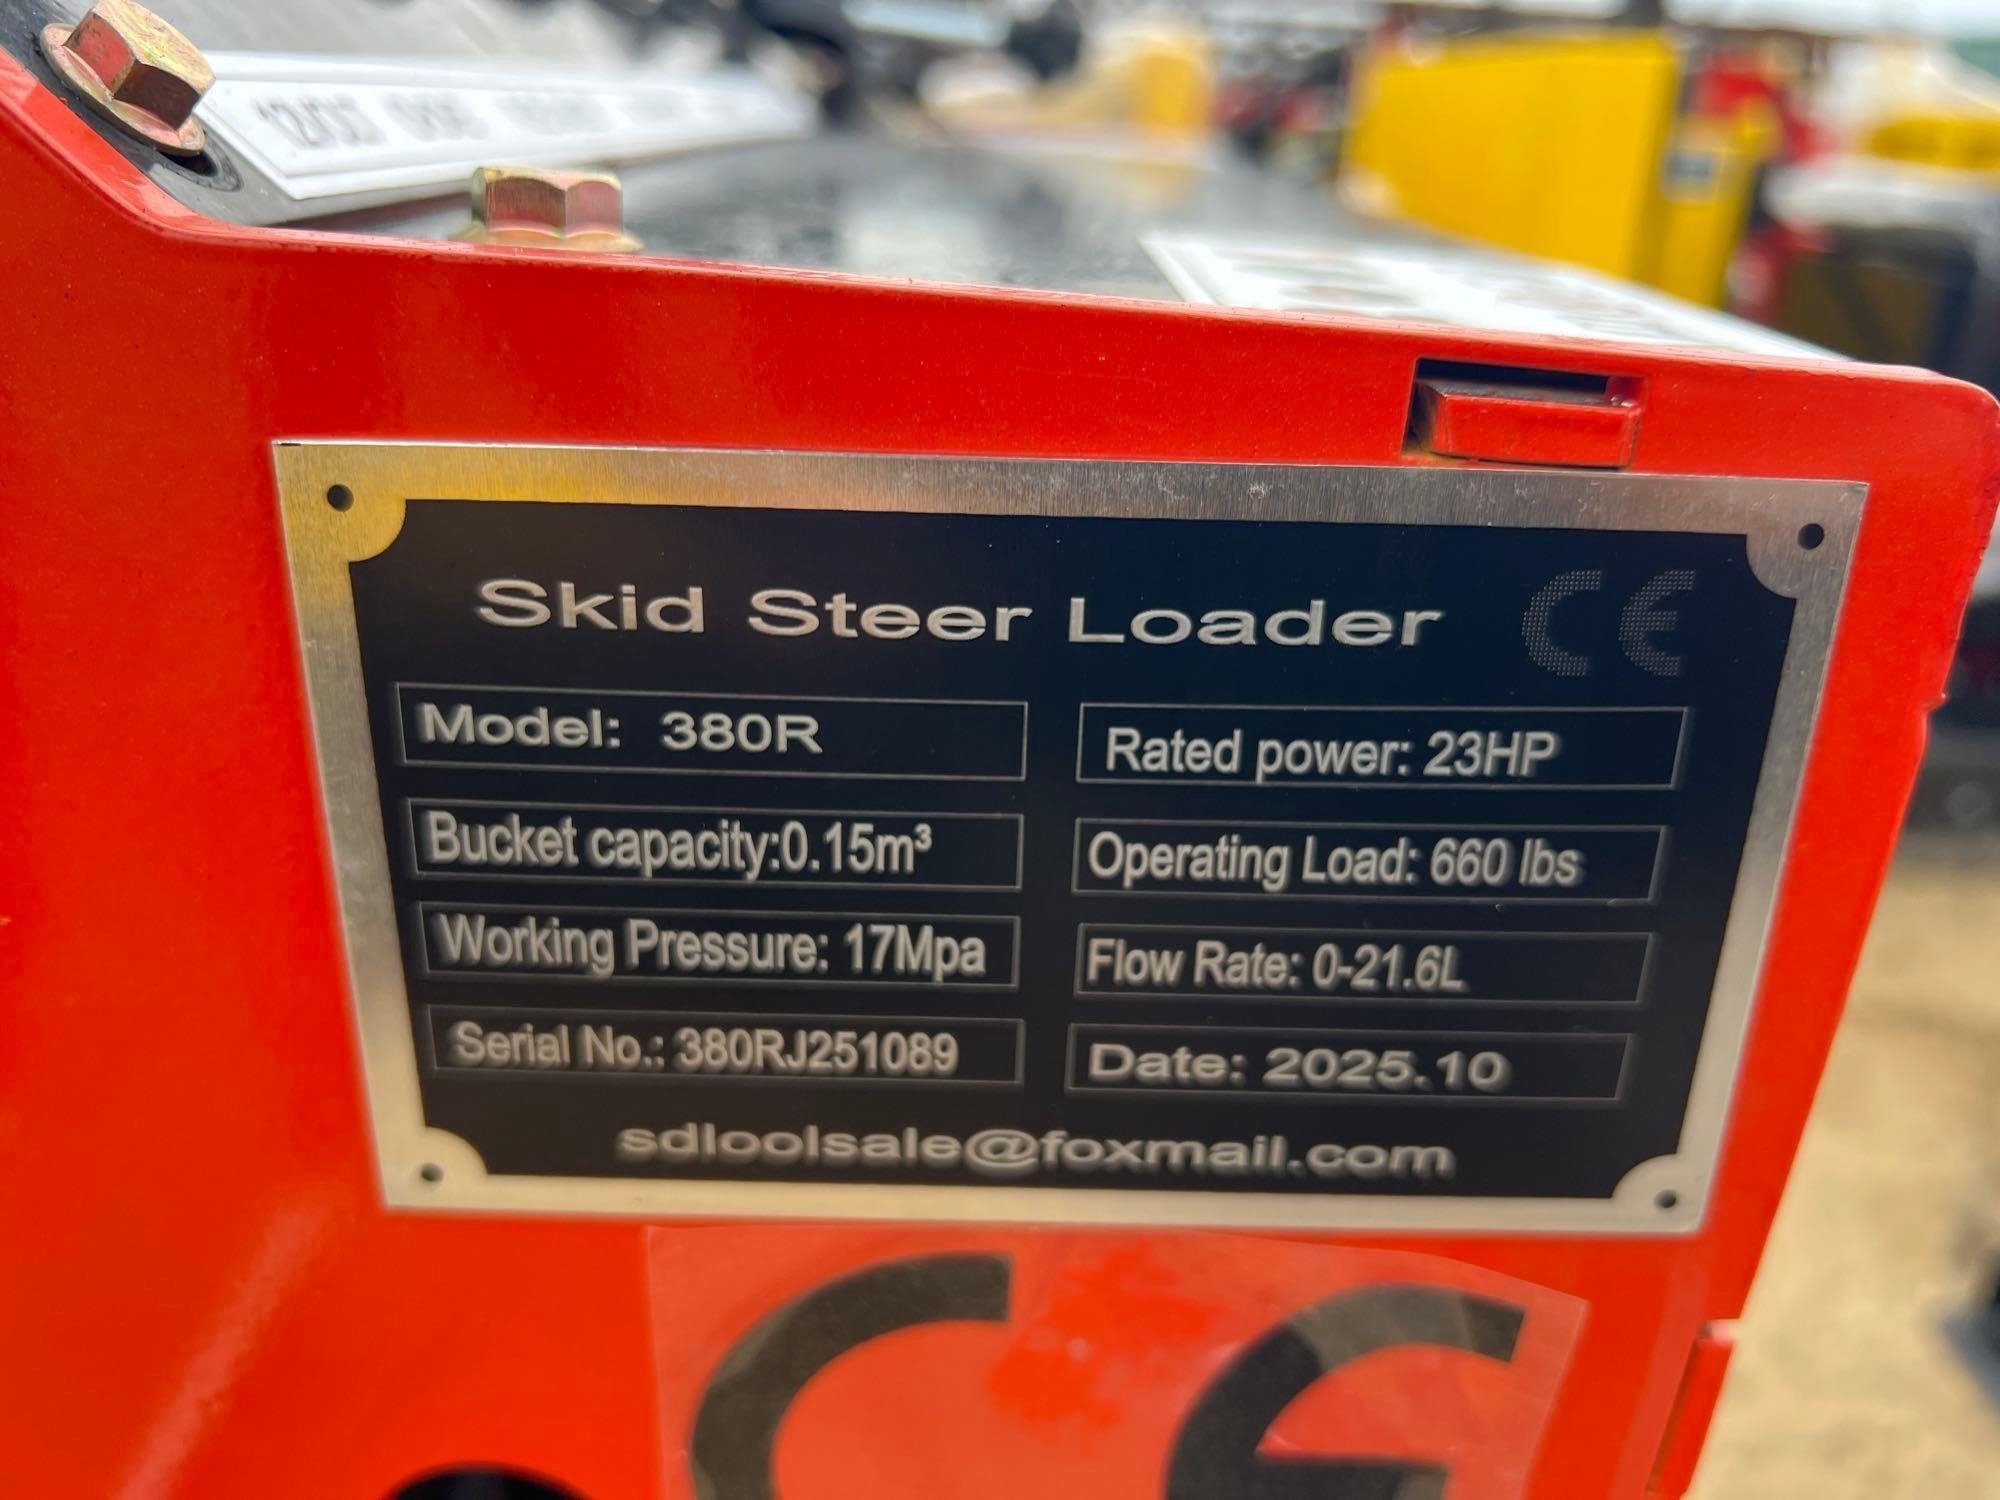 Skid Steer Loader CE
Model: 380R
Rated power: 23HP
Bucket capacity:0.15m³
Operating Load: 660 lbs
Working Pressure: 17Mpa
Flow Rate: 0-21.6L
Serial No.: 380RJ251089
Date: 2025.10
sdloolsale@foxmail.com
CE